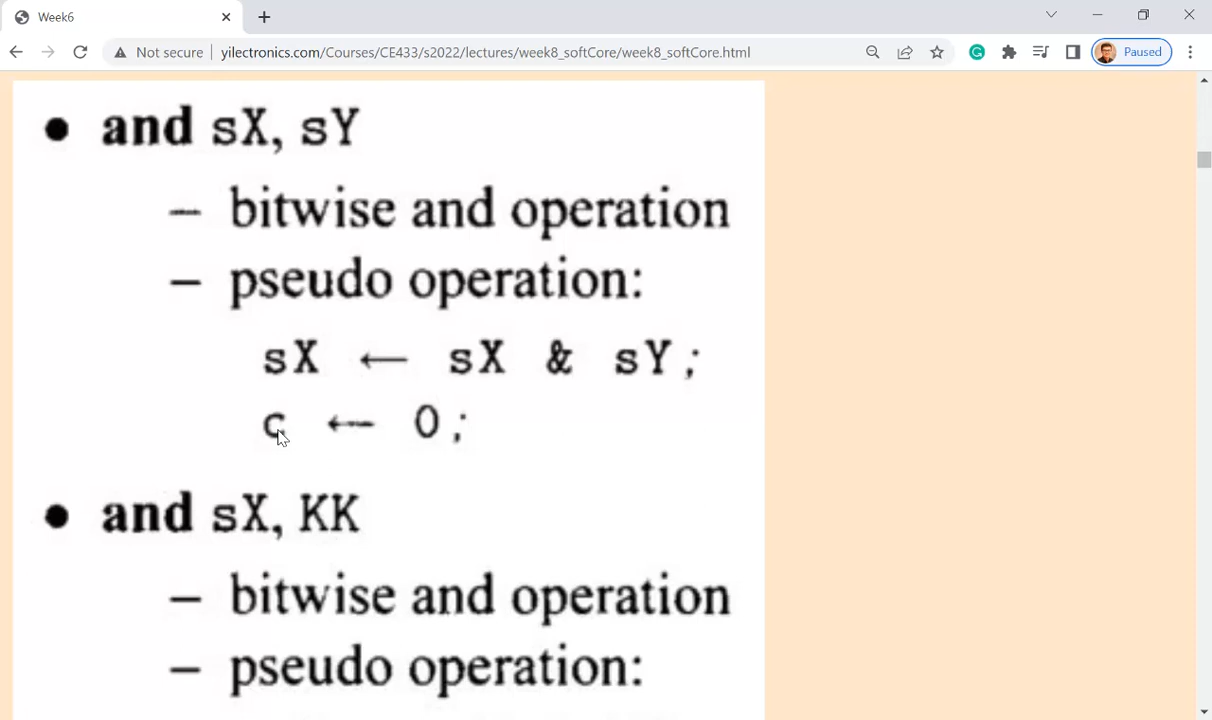 Week6
Not secure
yilectronics.com/Courses/CE433/s2022/lectures/week8_softCore/week8_softCore.html
Paused
• and sX, sY
– bitwise and operation
– pseudo operation:
sX ← sX & sY;
c ← 0;
• and sX, KK
– bitwise and operation
– pseudo operation: